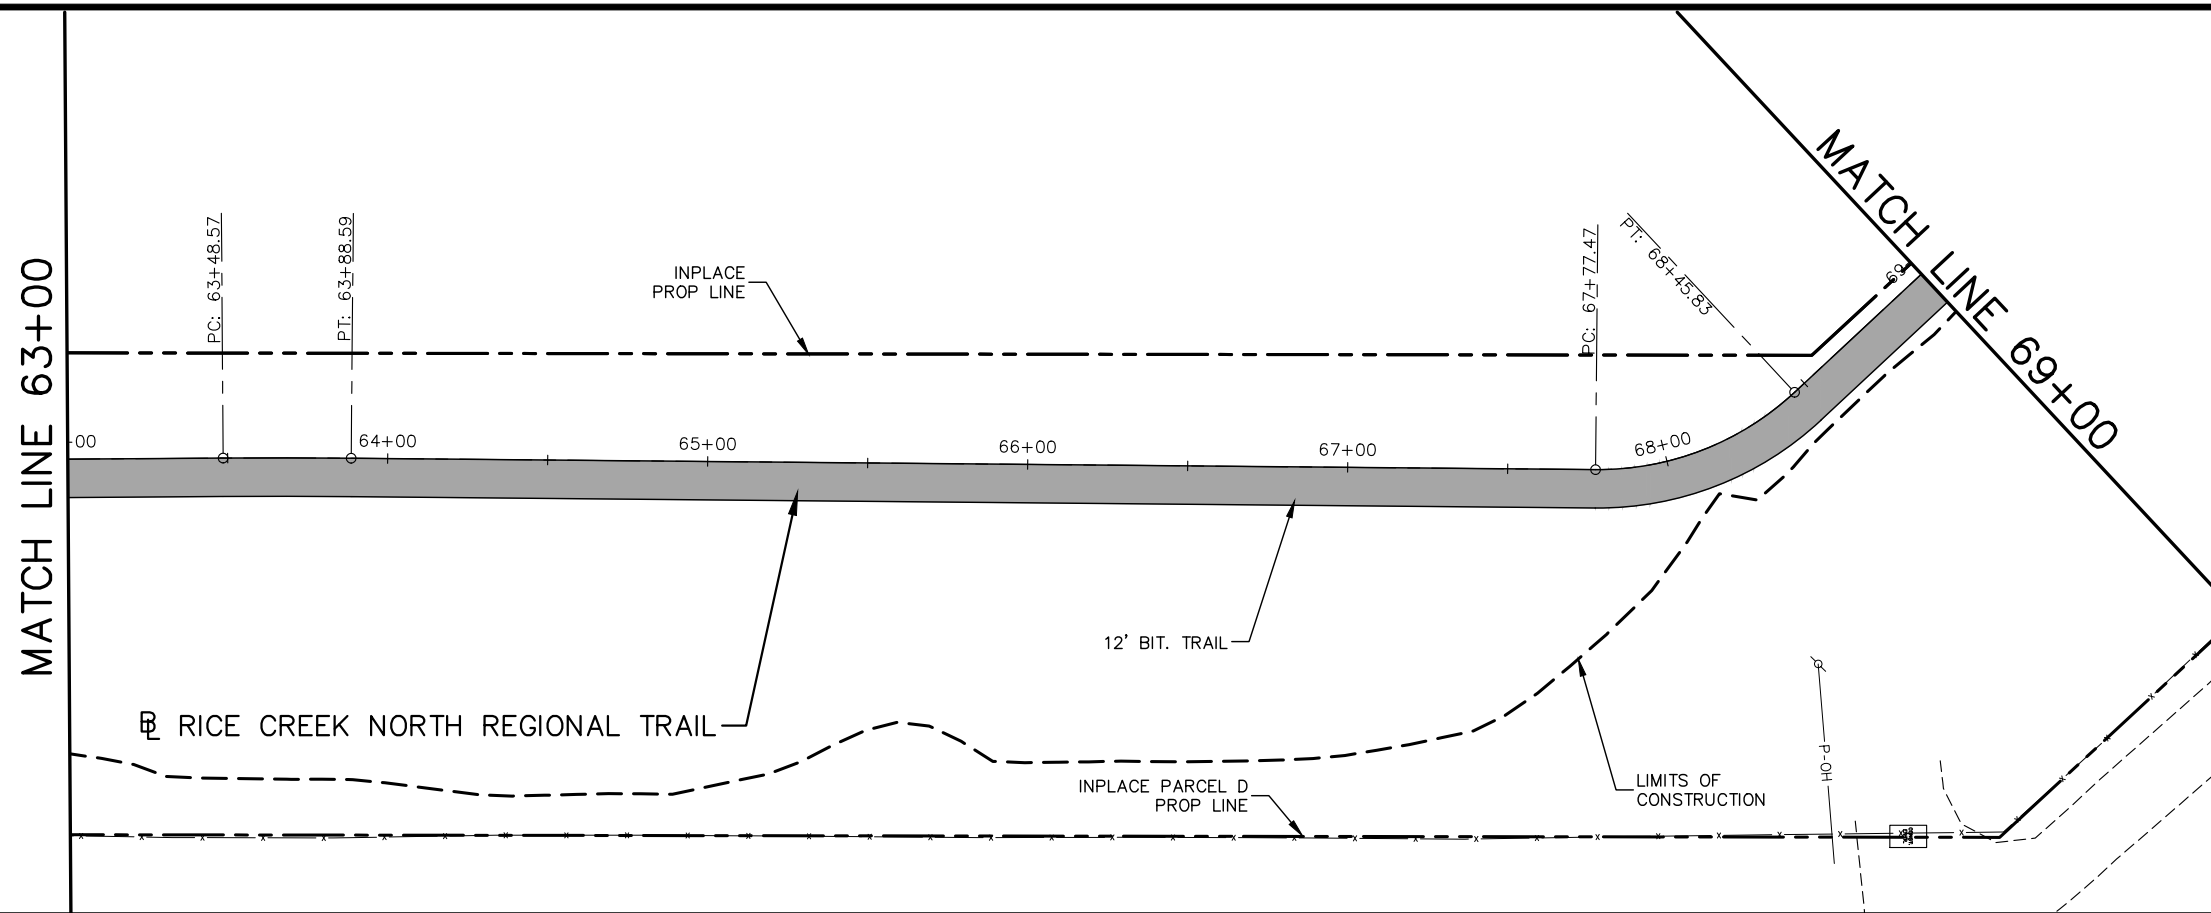 MATCH LINE 63+00
PC: 63+48.57
PT: 63+88.59
INPLACE
PROP LINE
PC: 67+77.47
PT: 68+45.83
69
MATCH LINE 69+00
00
64+00
65+00
66+00
67+00
68+00
12' BIT. TRAIL
BL RICE CREEK NORTH REGIONAL TRAIL
INPLACE PARCEL D
PROP LINE
LIMITS OF
CONSTRUCTION
P-OH